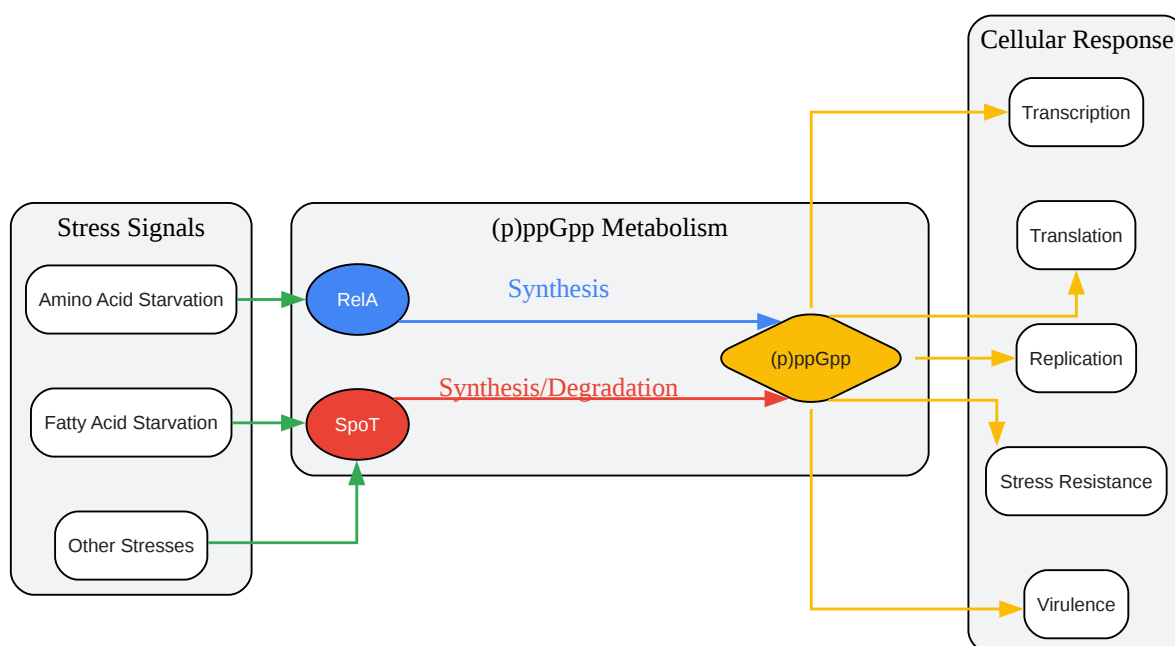 Stress Signals
Amino Acid Starvation
Fatty Acid Starvation
Other Stresses
(p)ppGpp Metabolism
RelA
Synthesis
SpoT
Synthesis/Degradation
(p)ppGpp
Cellular Response
Transcription
Translation
Replication
Stress Resistance
Virulence